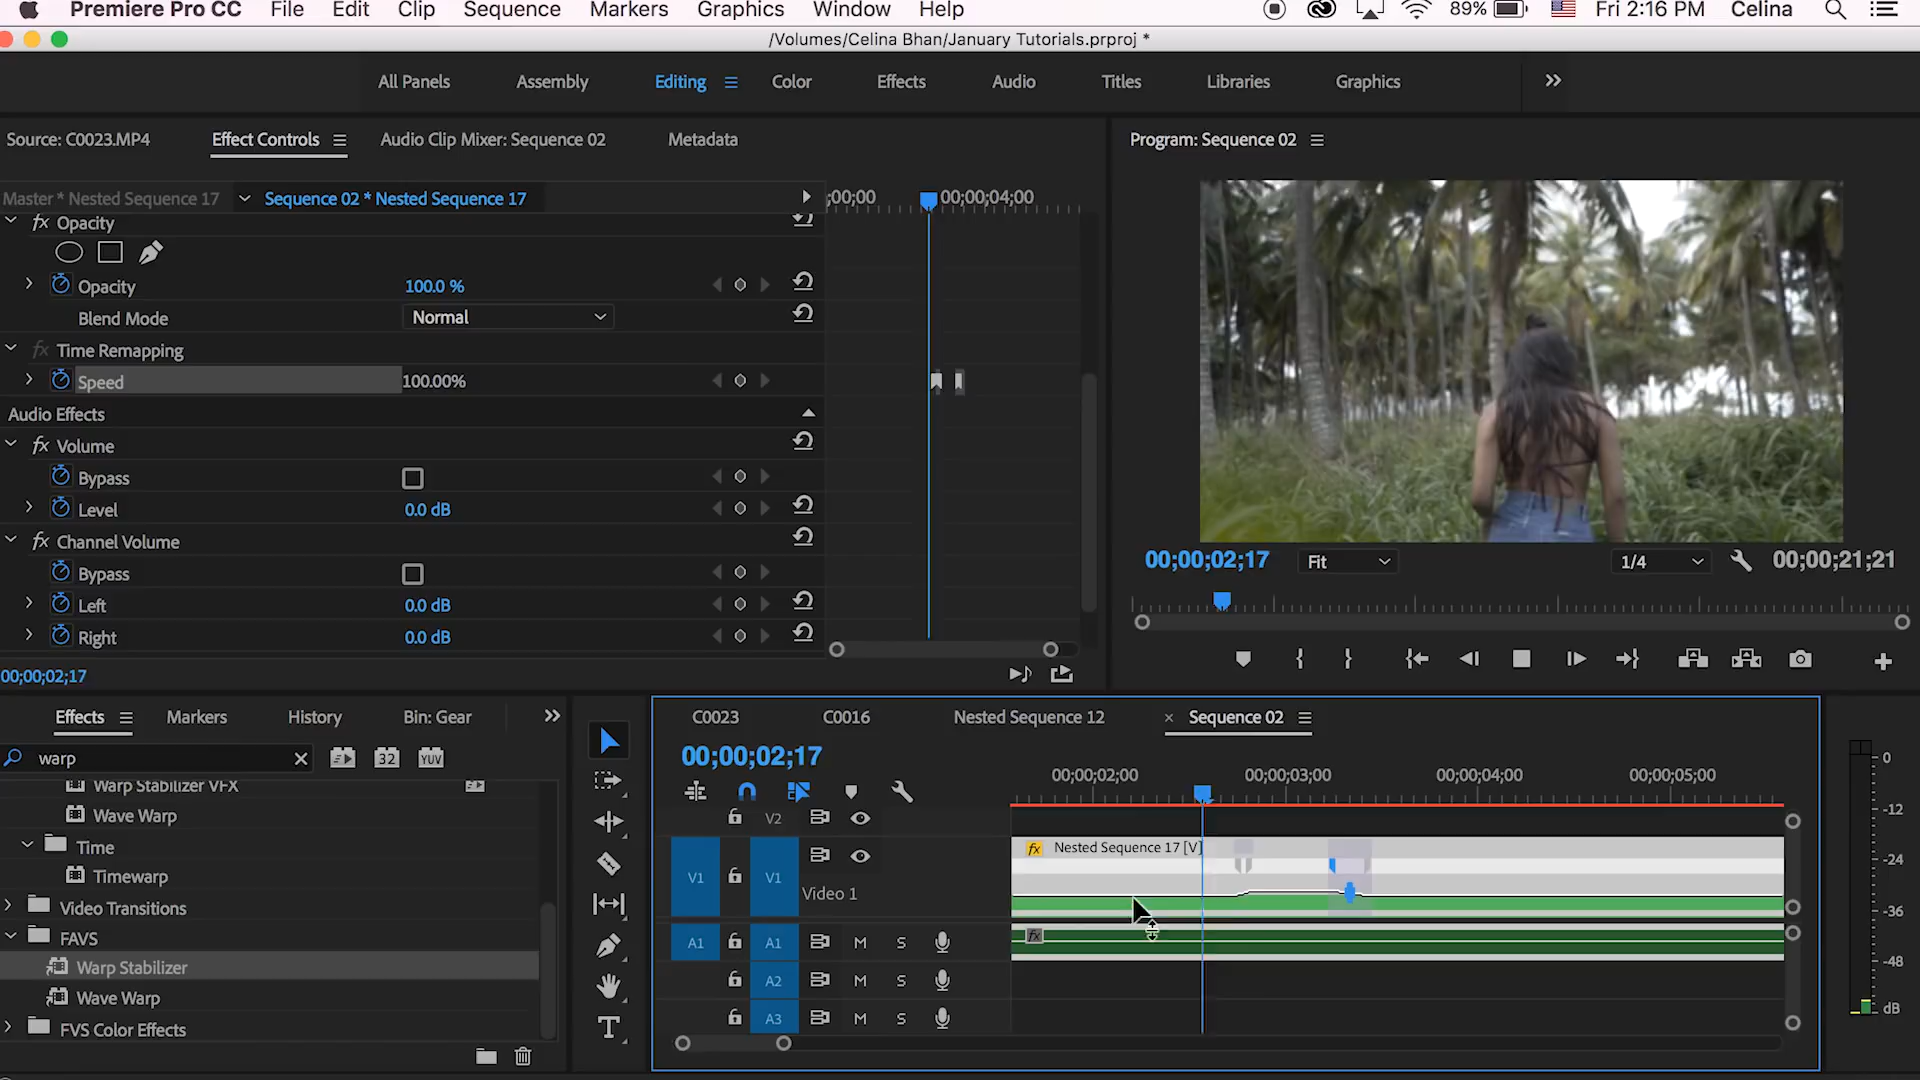 Premiere Pro CC File Edit Clip Sequence Markers Graphics Window Help 89% Fri 2:16 PM Celina
/Volumes/Celina Bhan/January Tutorials.prproj *
All Panels Assembly Editing Color Effects Audio Titles Libraries Graphics
Source: C0023.MP4 Effect Controls Audio Clip Mixer: Sequence 02 Metadata
Program: Sequence 02
Master * Nested Sequence 17 Sequence 02 * Nested Sequence 17
;00;00 00;00;04;00
fx Opacity
Opacity 100.0 %
Blend Mode Normal
fx Time Remapping
Speed 100.00%
Audio Effects
fx Volume
Bypass
Level 0.0 dB
fx Channel Volume
Bypass
Left 0.0 dB
Right 0.0 dB
00;00;02;17
00;00;02;17 Fit 1/4 00;00;21;21
Effects Markers History Bin: Gear
warp 32 YUV
Warp Stabilizer VFX
Wave Warp
Time
Timewarp
Video Transitions
FAVS
Warp Stabilizer
Wave Warp
FVS Color Effects
T
C0023 C0016 Nested Sequence 12 × Sequence 02
00;00;02;17
00;00;02;00 00;00;03;00 00;00;04;00 00;00;05;00
V2
fx Nested Sequence 17 [V]
V1 V1 Video 1
A1 A1 M S fx
A2 M S
A3 M S
0
-12
-24
-36
-48
dB